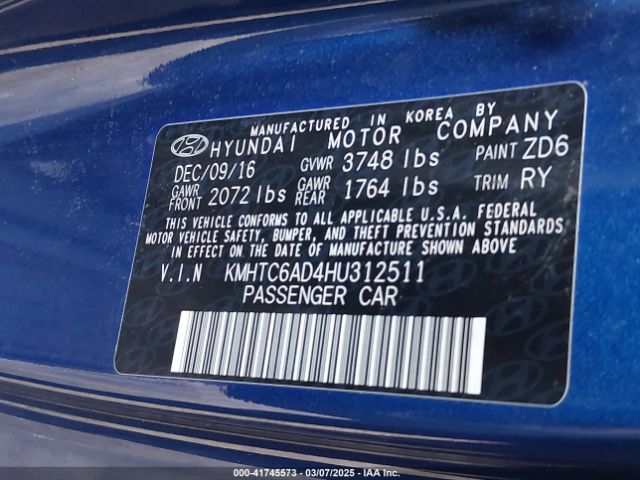 MANUFACTURED IN KOREA BY
HYUNDAI MOTOR COMPANY
DEC/09/16 GVWR 3748 lbs PAINT ZD6
GAWR FRONT 2072 lbs GAWR REAR 1764 lbs TRIM RY
THIS VEHICLE CONFORMS TO ALL APPLICABLE U.S.A. FEDERAL
MOTOR VEHICLE SAFETY, BUMPER, AND THEFT PREVENTION STANDARDS
IN EFFECT ON THE DATE OF MANUFACTURE SHOWN ABOVE.
V.I.N KMHTC6AD4HU312511
PASSENGER CAR
OWNER: DEALER
STOCK #: 41745573 — 03/07/2025 — IAA Inc.